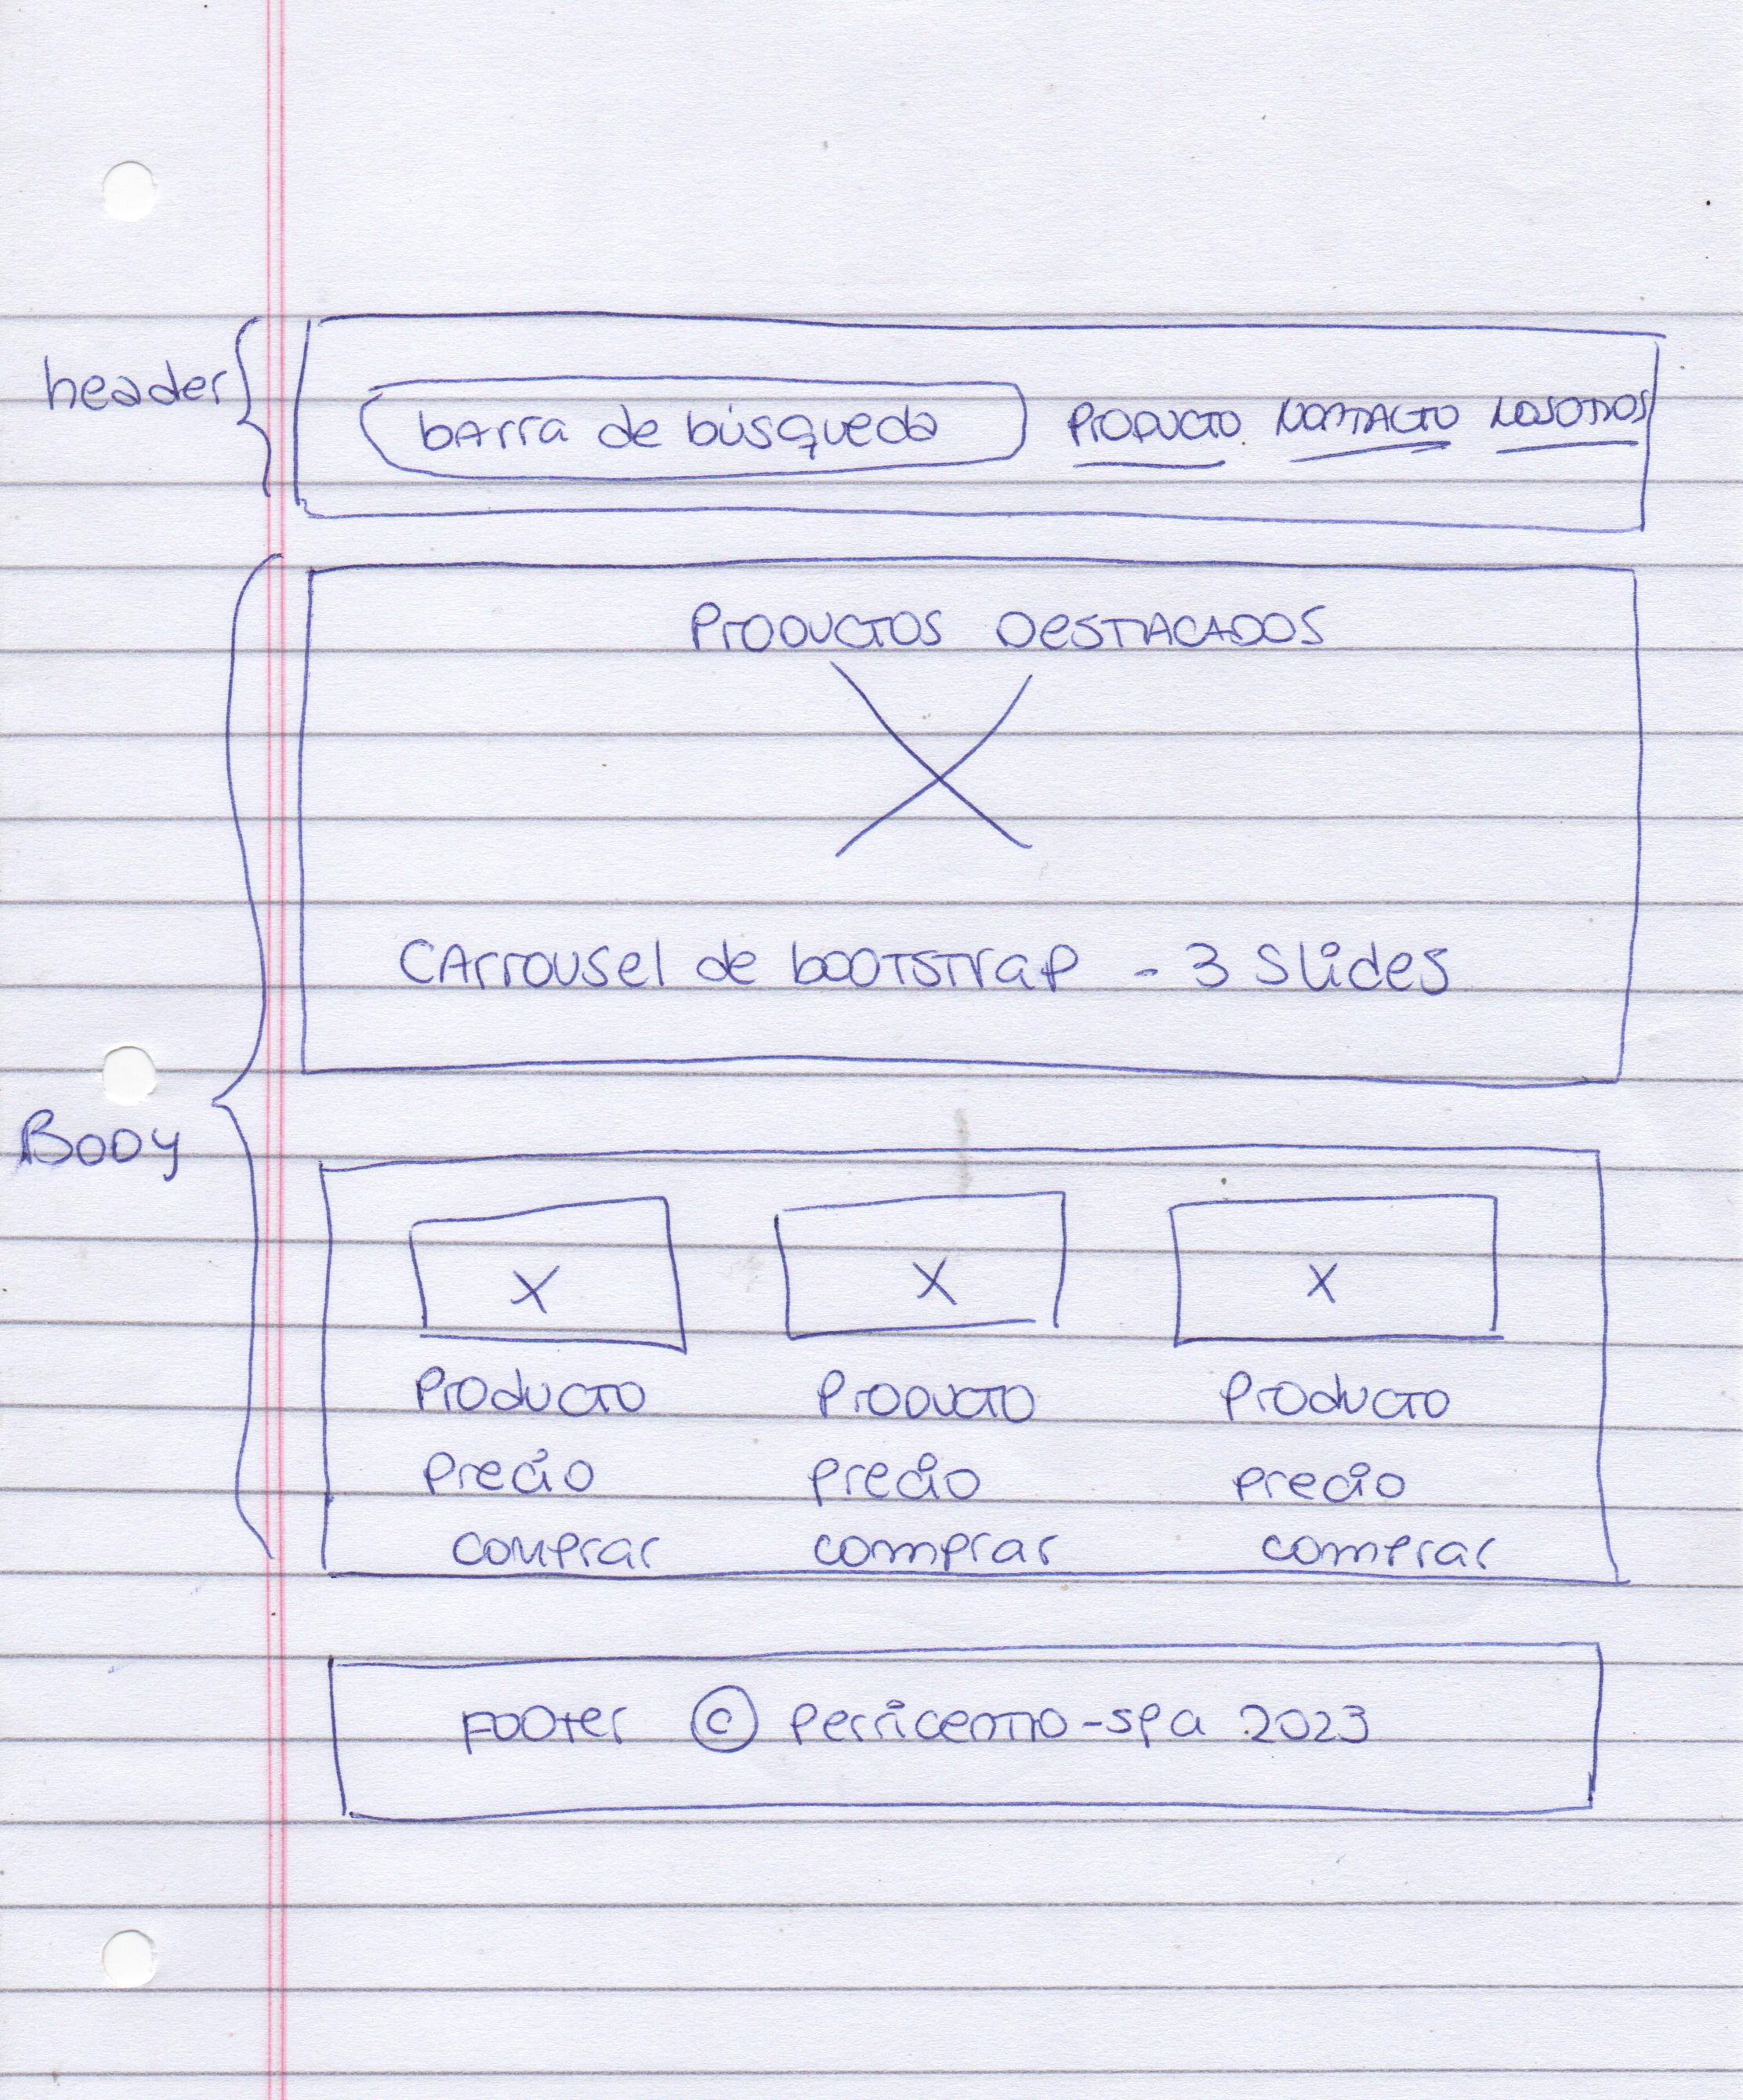 header
barra de búsqueda Producto Contacto Nosotros
Productos Destacados
Carrousel de bootstrap - 3 Slides
Body
X X X
Producto Producto Producto
precio precio precio
comprar comprar comprar
Footer © perricentro-spa 2023